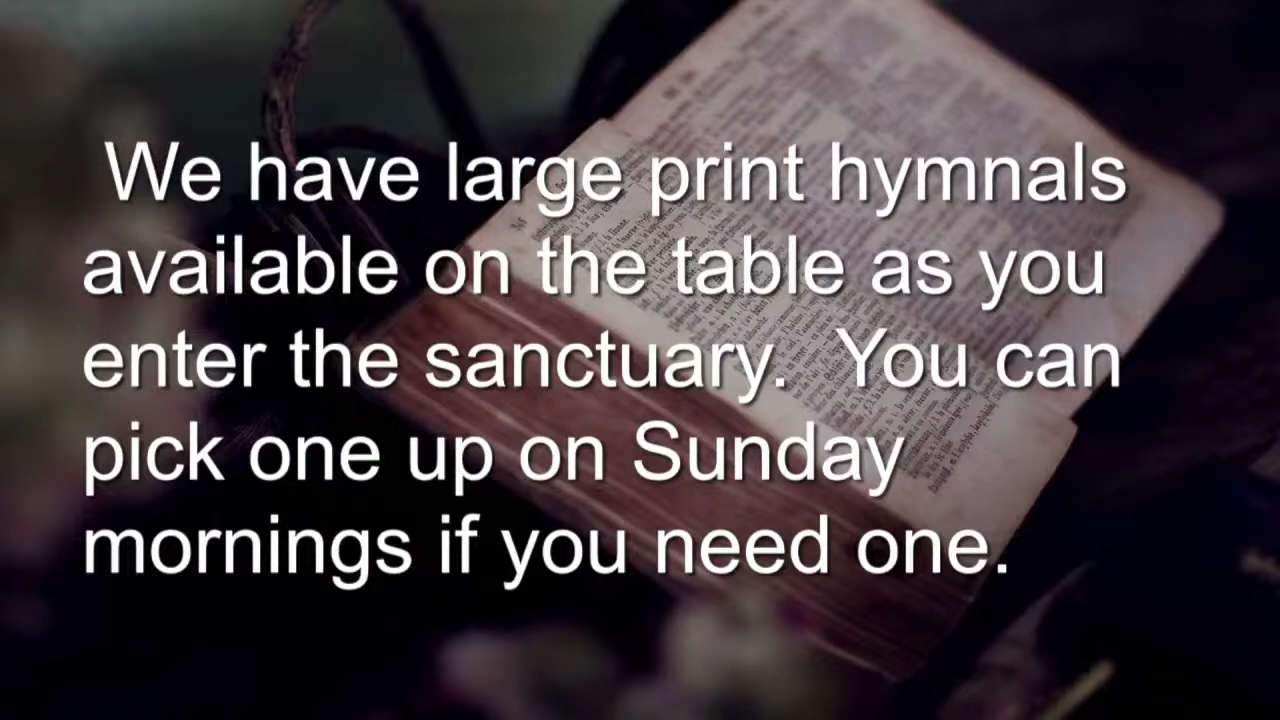 We have large print hymnals
available on the table as you
enter the sanctuary.  You can
pick one up on Sunday
mornings if you need one.